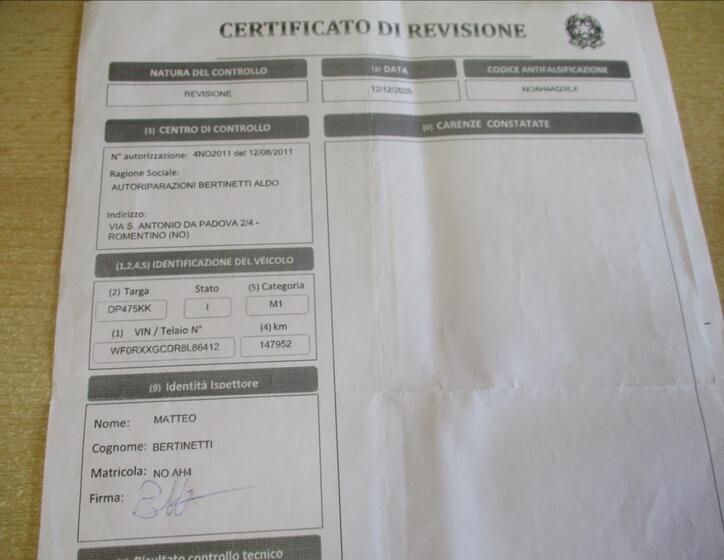 CERTIFICATO DI REVISIONE
NATURA DEL CONTROLLO
REVISIONE
DATA
12/12/2020
CODICE ANTIFALSIFICAZIONE
(3) CENTRO DI CONTROLLO
N° autorizzazione: 4NO2011 del 12/08/2011
Ragione Sociale:
AUTORIPARAZIONI BERTINETTI ALDO
Indirizzo:
VIA S. ANTONIO DA PADOVA 2/4 -
ROMENTINO (NO)
(6) CARENZE CONSTATATE
(1,2,4,5) IDENTIFICAZIONE DEL VEICOLO
(2) Targa
DP475KK
Stato
I
(5) Categoria
M1
(1) VIN / Telaio N°
WF0RXXGCDR8L86412
(4) km
147952
(9) Identità Ispettore
Nome: MATTEO
Cognome: BERTINETTI
Matricola: NO AH4
Firma:
Risultato controllo tecnico